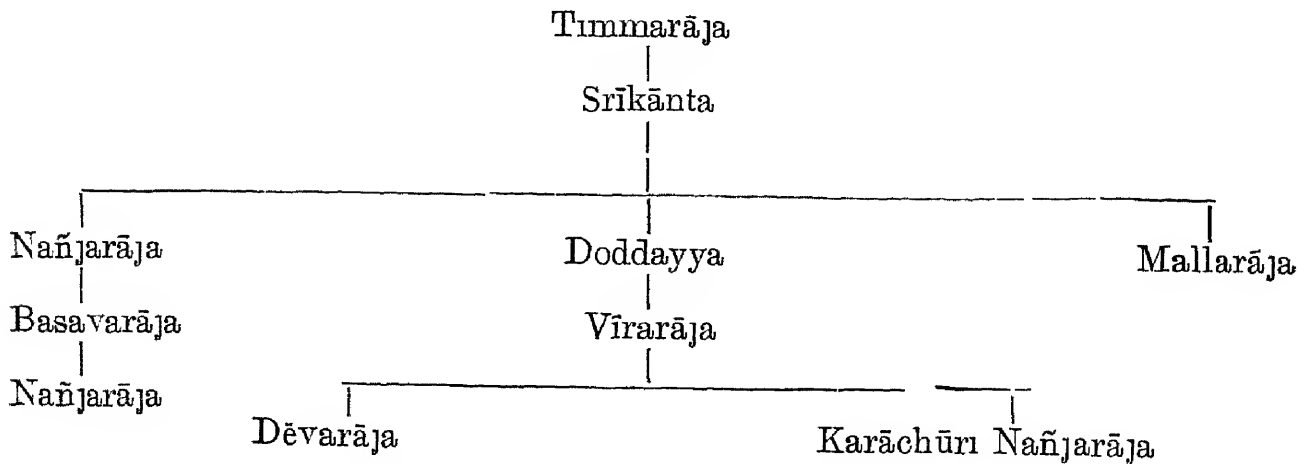 Timmarāja
Srīkānta
Nañjarāja Doddayya Mallarāja
Basavarāja Vīrarāja
Nañjarāja
Dēvarāja Karāchūri Nañjarāja